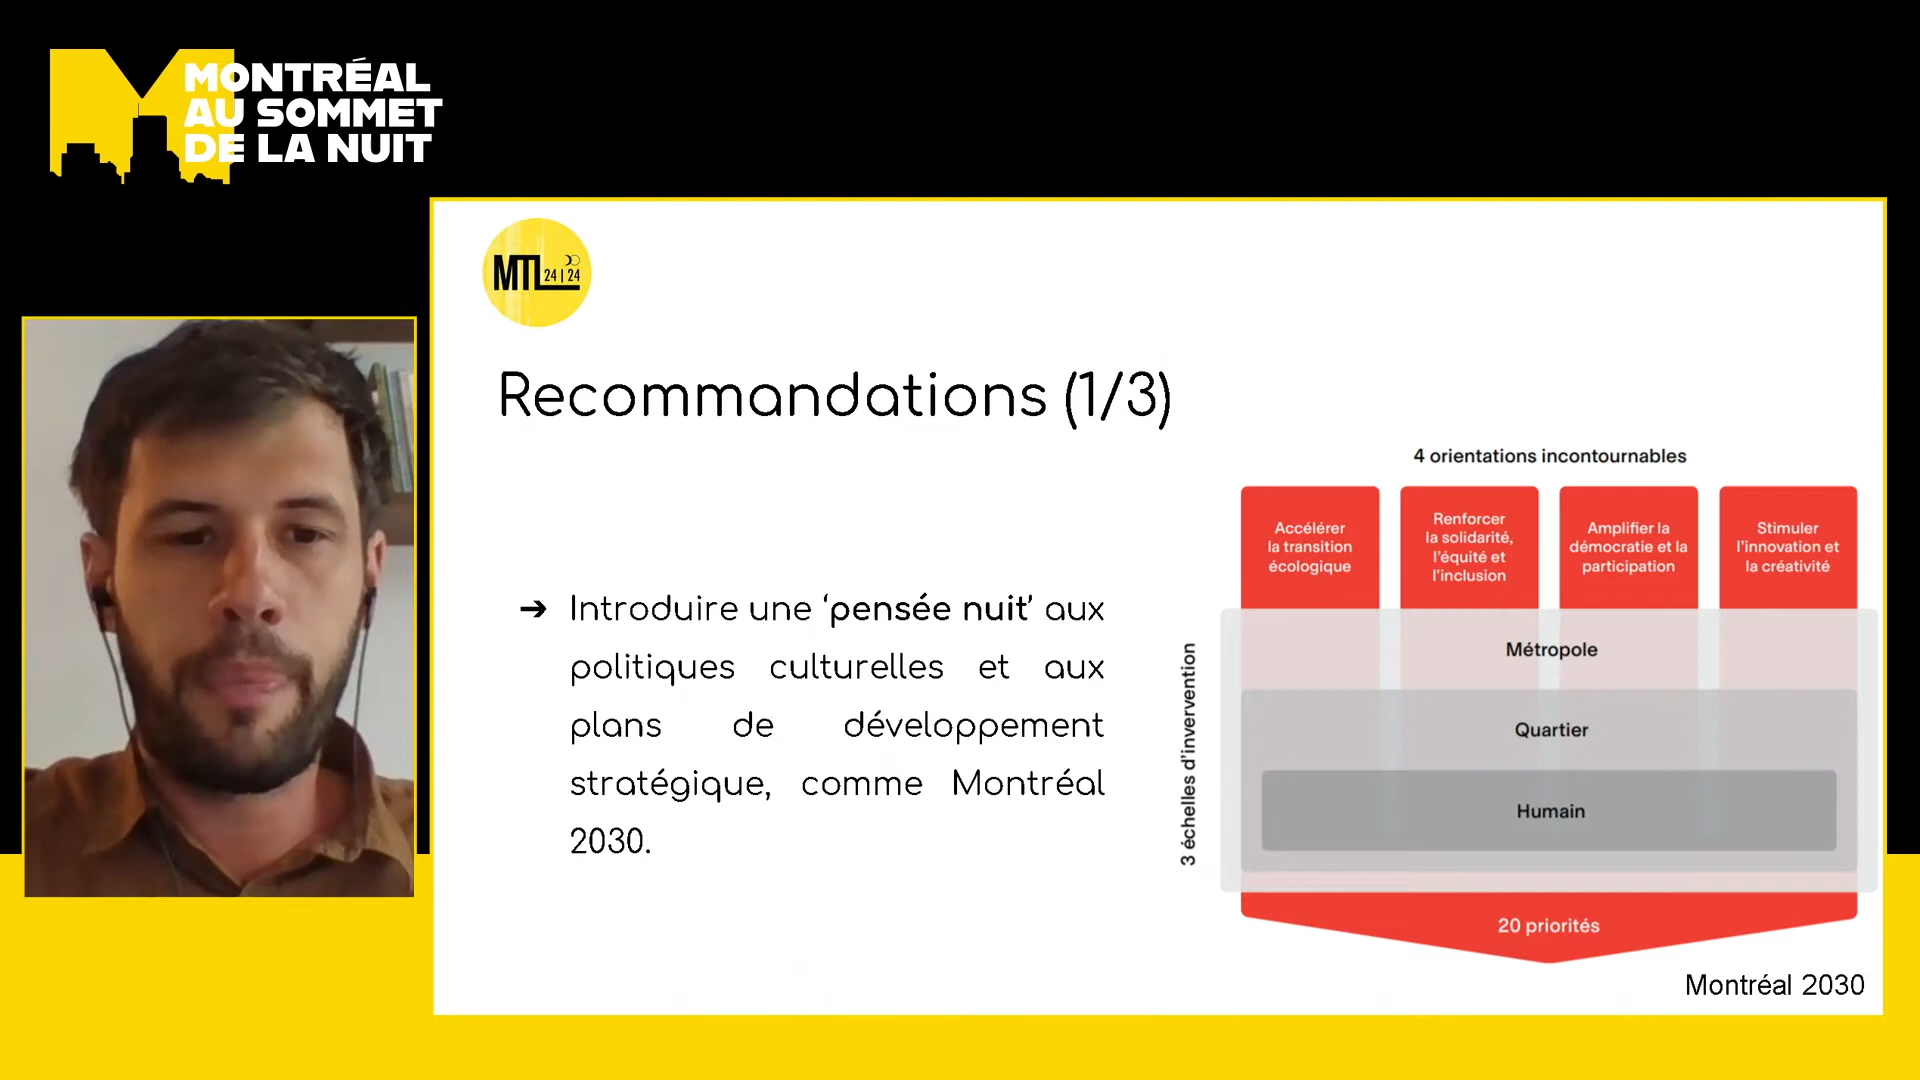 MONTRÉAL
AU SOMMET
DE LA NUIT
MTL 24|24
Recommandations (1/3)
➔ Introduire une ‘pensée nuit’ aux
politiques culturelles et aux
plans de développement
stratégique, comme Montréal
2030.
4 orientations incontournables
Accélérer
la transition
écologique
Renforcer
la solidarité,
l’équité et
l’inclusion
Amplifier la
démocratie et la
participation
Stimuler
l’innovation et
la créativité
3 échelles d’invervention
Métropole
Quartier
Humain
20 priorités
Montréal 2030